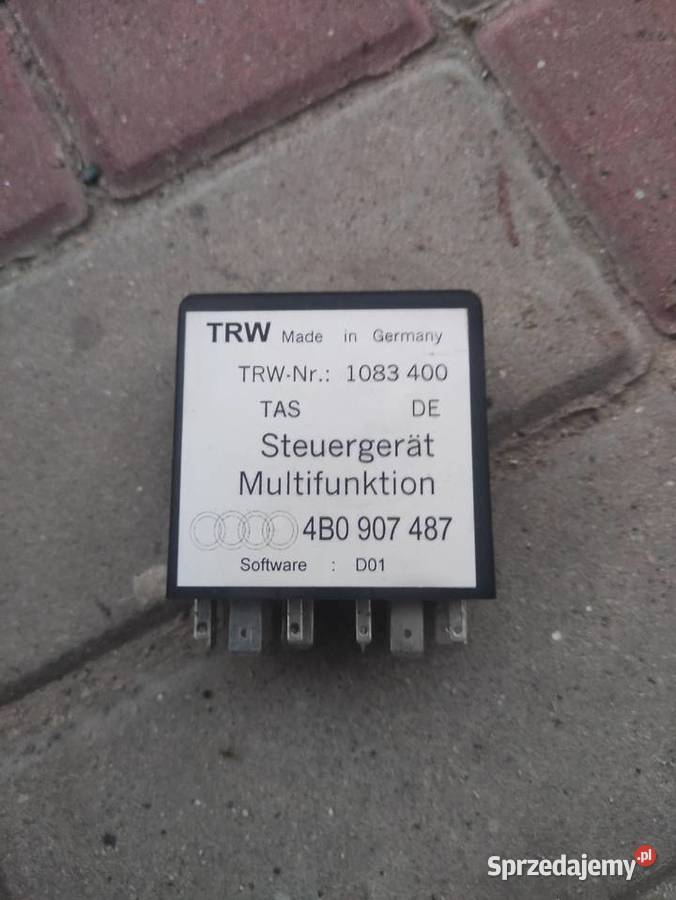 TRW Made in Germany
TRW-Nr.: 1083 400
TAS DE
Steuergerät
Multifunktion
4B0 907 487
Software : D01
Sprzedajemy.pl